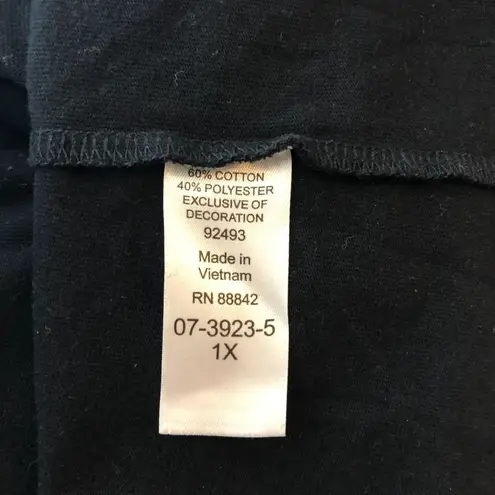 60% COTTON
40% POLYESTER
EXCLUSIVE OF
DECORATION
92493
Made in
Vietnam
RN 88842
07-3923-5
1X